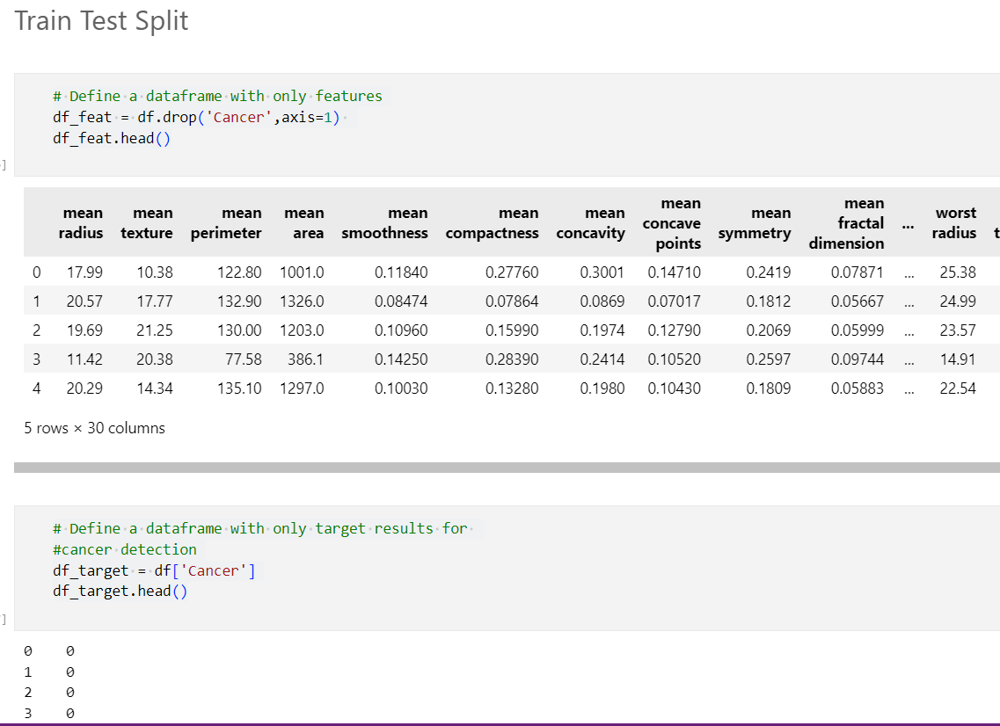 Train Test Split
# Define a dataframe with only features
df_feat = df.drop('Cancer',axis=1)
df_feat.head()
]
mean radius mean texture mean perimeter mean area mean smoothness mean compactness mean concavity mean concave points mean symmetry mean fractal dimension ... worst radius t
0 17.99 10.38 122.80 1001.0 0.11840 0.27760 0.3001 0.14710 0.2419 0.07871 ... 25.38
1 20.57 17.77 132.90 1326.0 0.08474 0.07864 0.0869 0.07017 0.1812 0.05667 ... 24.99
2 19.69 21.25 130.00 1203.0 0.10960 0.15990 0.1974 0.12790 0.2069 0.05999 ... 23.57
3 11.42 20.38 77.58 386.1 0.14250 0.28390 0.2414 0.10520 0.2597 0.09744 ... 14.91
4 20.29 14.34 135.10 1297.0 0.10030 0.13280 0.1980 0.10430 0.1809 0.05883 ... 22.54
5 rows × 30 columns
# Define a dataframe with only target results for
#cancer detection
df_target = df['Cancer']
df_target.head()
]
0 0
1 0
2 0
3 0